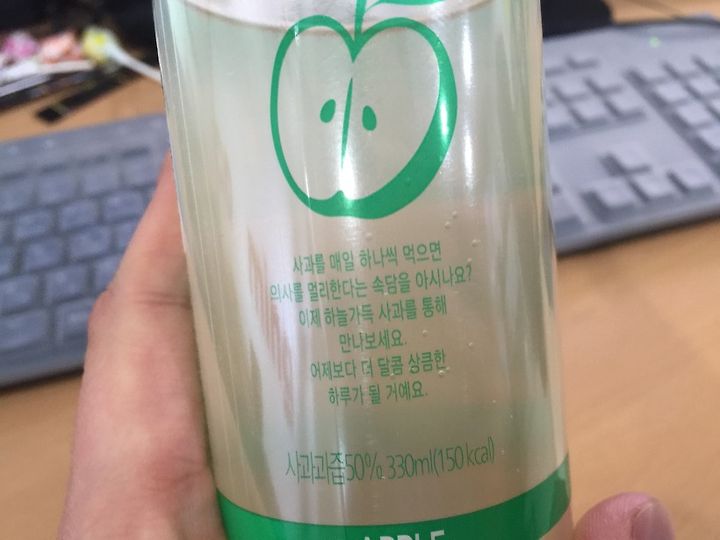 사과를 매일 하나씩 먹으면
의사를 멀리한다는 속담을 아시나요?
이제 하늘가득 사과를 통해
만나보세요.
어제보다 더 달콤 상큼한
하루가 될 거예요.
사과과즙50% 330ml(150 kcal)
APPLE